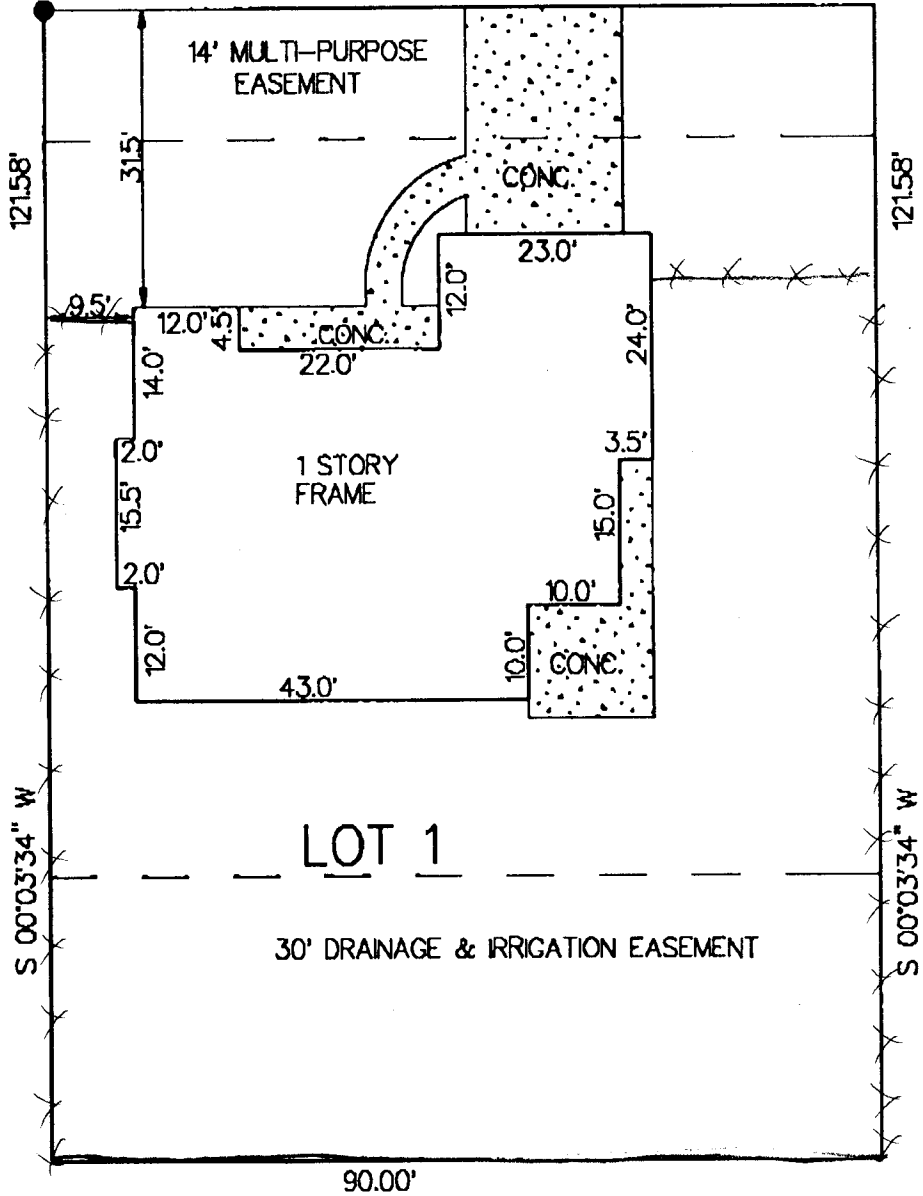 14' MULTI-PURPOSE
EASEMENT
121.58'
31.5'
121.58'
CONC.
23.0'
12.0'
9.5'
12.0'
4.5'
CONC.
22.0'
24.0'
14.0'
2.0'
1 STORY
FRAME
3.5'
15.5'
15.0'
2.0'
10.0'
12.0'
10.0'
CONC.
43.0'
LOT 1
S 00°03'34" W
S 00°03'34" W
30' DRAINAGE & IRRIGATION EASEMENT
90.00'